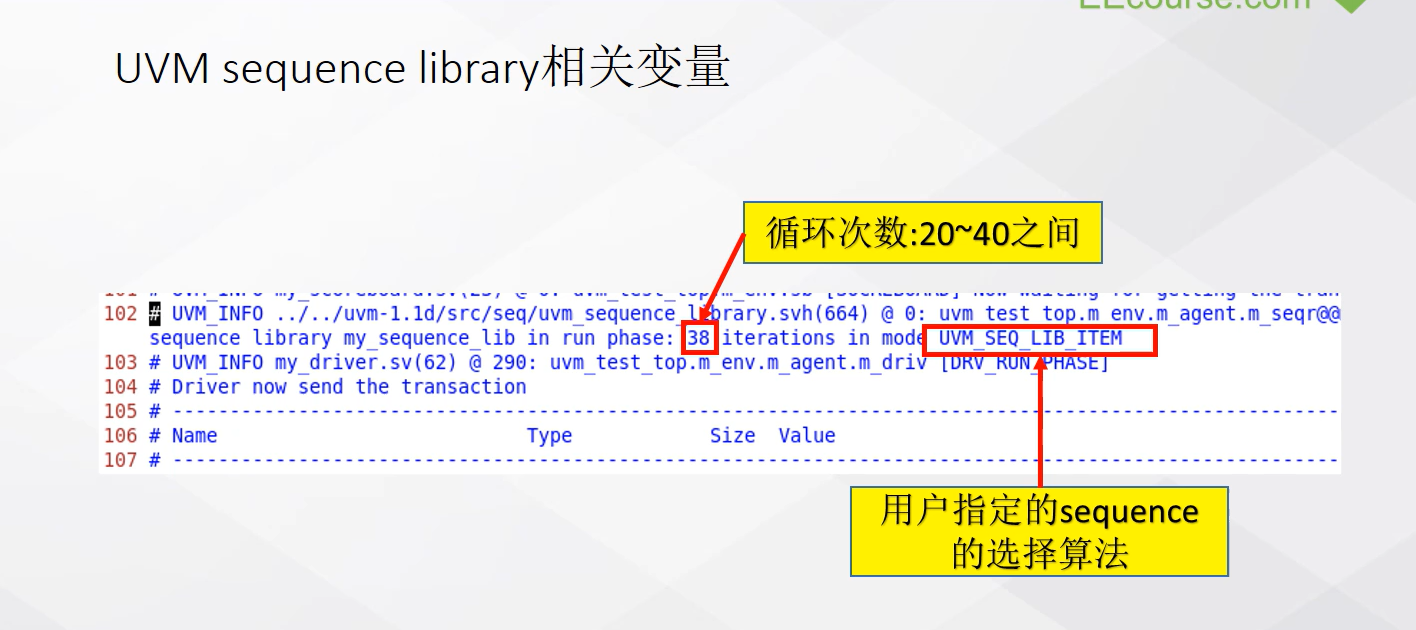 EEcourse.com
UVM sequence library相关变量
循环次数:20~40之间
102 # UVM_INFO ../../uvm-1.1d/src/seq/uvm_sequence_library.svh(664) @ 0: uvm_test_top.m_env.m_agent.m_seqr@@
sequence library my_sequence_lib in run phase: 38 iterations in mode UVM_SEQ_LIB_ITEM
103 # UVM_INFO my_driver.sv(62) @ 290: uvm_test_top.m_env.m_agent.m_driv [DRV_RUN_PHASE]
104 # Driver now send the transaction
105 # ------------------------------------------------------------------------------------------------------
106 # Name Type Size Value
107 # ------------------------------------------------------------------------------------------------------
用户指定的sequence
的选择算法